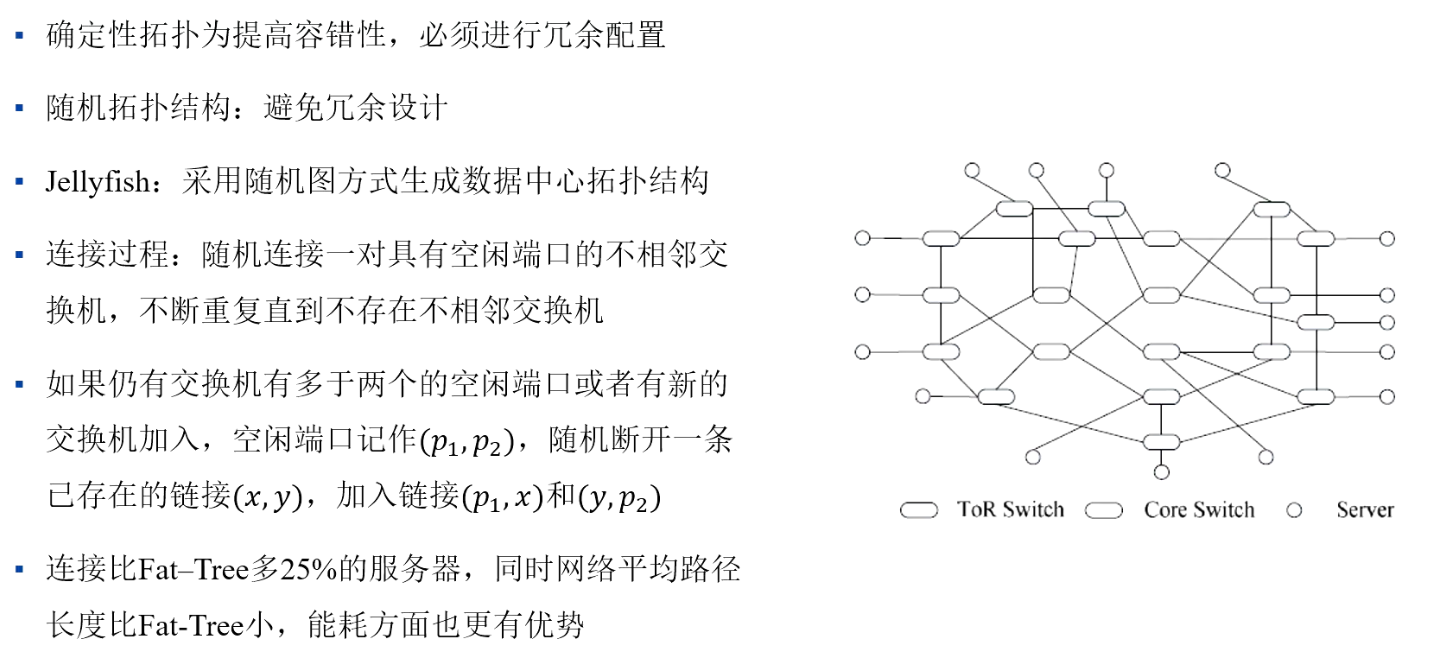 ▪ 确定性拓扑为提高容错性，必须进行冗余配置
▪ 随机拓扑结构：避免冗余设计
▪ Jellyfish：采用随机图方式生成数据中心拓扑结构
▪ 连接过程：随机连接一对具有空闲端口的不相邻交
换机，不断重复直到不存在不相邻交换机
▪ 如果仍有交换机有多于两个的空闲端口或者有新的
交换机加入，空闲端口记作(p₁, p₂)，随机断开一条
已存在的链接(x, y)，加入链接(p₁, x)和(y, p₂)
▪ 连接比Fat–Tree多25%的服务器，同时网络平均路径
长度比Fat-Tree小，能耗方面也更有优势
ToR Switch Core Switch Server